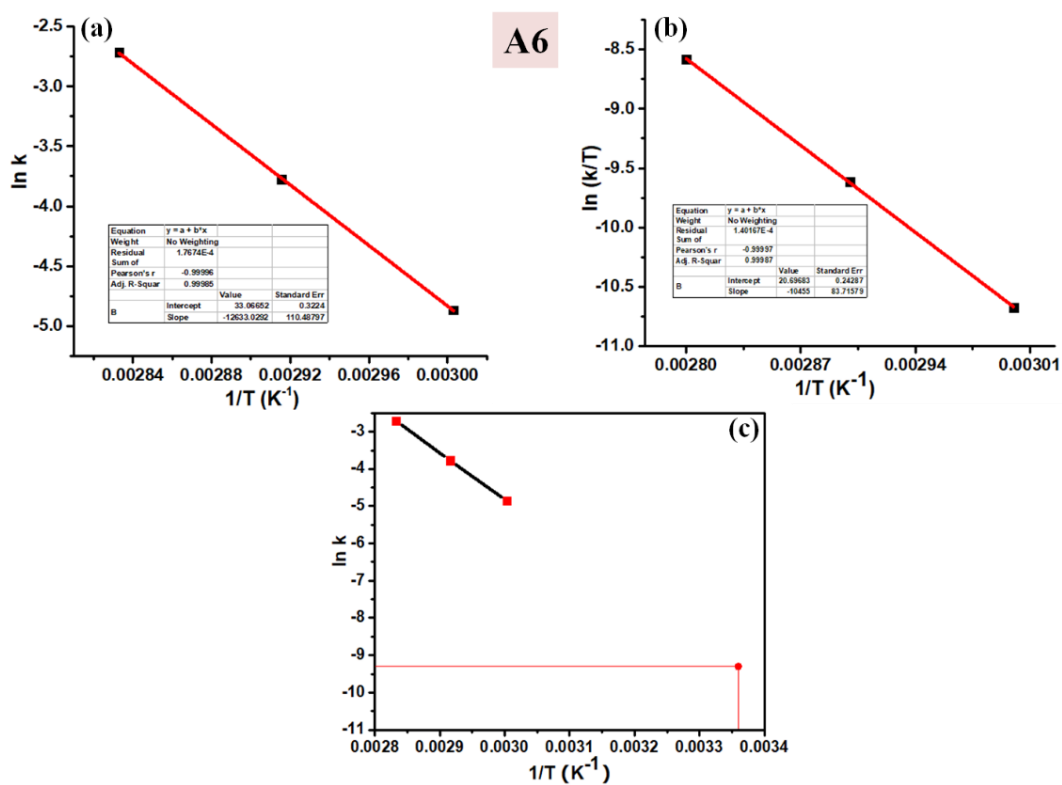 A6
(a)
ln k
-2.5
-3.0
-3.5
-4.0
-4.5
-5.0
Equation y = a + b*x
Weight No Weighting
Residual Sum of 1.7674E-4
Pearson's r -0.99996
Adj. R-Squar 0.99985
Value Standard Err
B Intercept 33.06652 0.3224
Slope -12633.0292 110.48797
0.00284 0.00288 0.00292 0.00296 0.00300
1/T (K⁻¹)
(b)
ln (k/T)
-8.5
-9.0
-9.5
-10.0
-10.5
-11.0
Equation y = a + b*x
Weight No Weighting
Residual Sum of 1.40167E-4
Pearson's r -0.99997
Adj. R-Squar 0.99987
Value Standard Err
B Intercept 20.69683 0.24287
Slope -10455 83.71579
0.00280 0.00287 0.00294 0.00301
1/T (K⁻¹)
(c)
ln k
-3
-4
-5
-6
-7
-8
-9
-10
-11
0.0028 0.0029 0.0030 0.0031 0.0032 0.0033 0.0034
1/T (K⁻¹)